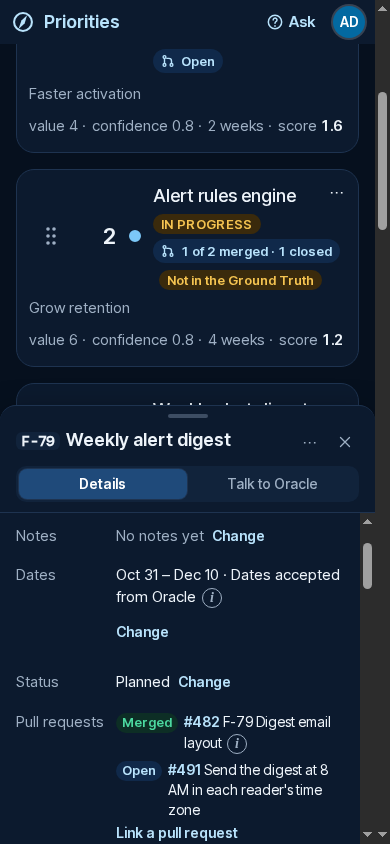 Priorities
Ask
AD
Open
Faster activation
value 4 · confidence 0.8 · 2 weeks · score 1.6
Alert rules engine
...
2
IN PROGRESS
1 of 2 merged · 1 closed
Not in the Ground Truth
Grow retention
value 6 · confidence 0.8 · 4 weeks · score 1.2
F-79 Weekly alert digest
...
Details
Talk to Oracle
Notes
No notes yet Change
Dates
Oct 31 – Dec 10 · Dates accepted
from Oracle i
Change
Status
Planned Change
Pull requests
Merged #482 F-79 Digest email
layout i
Open #491 Send the digest at 8
AM in each reader's time
zone
Link a pull request